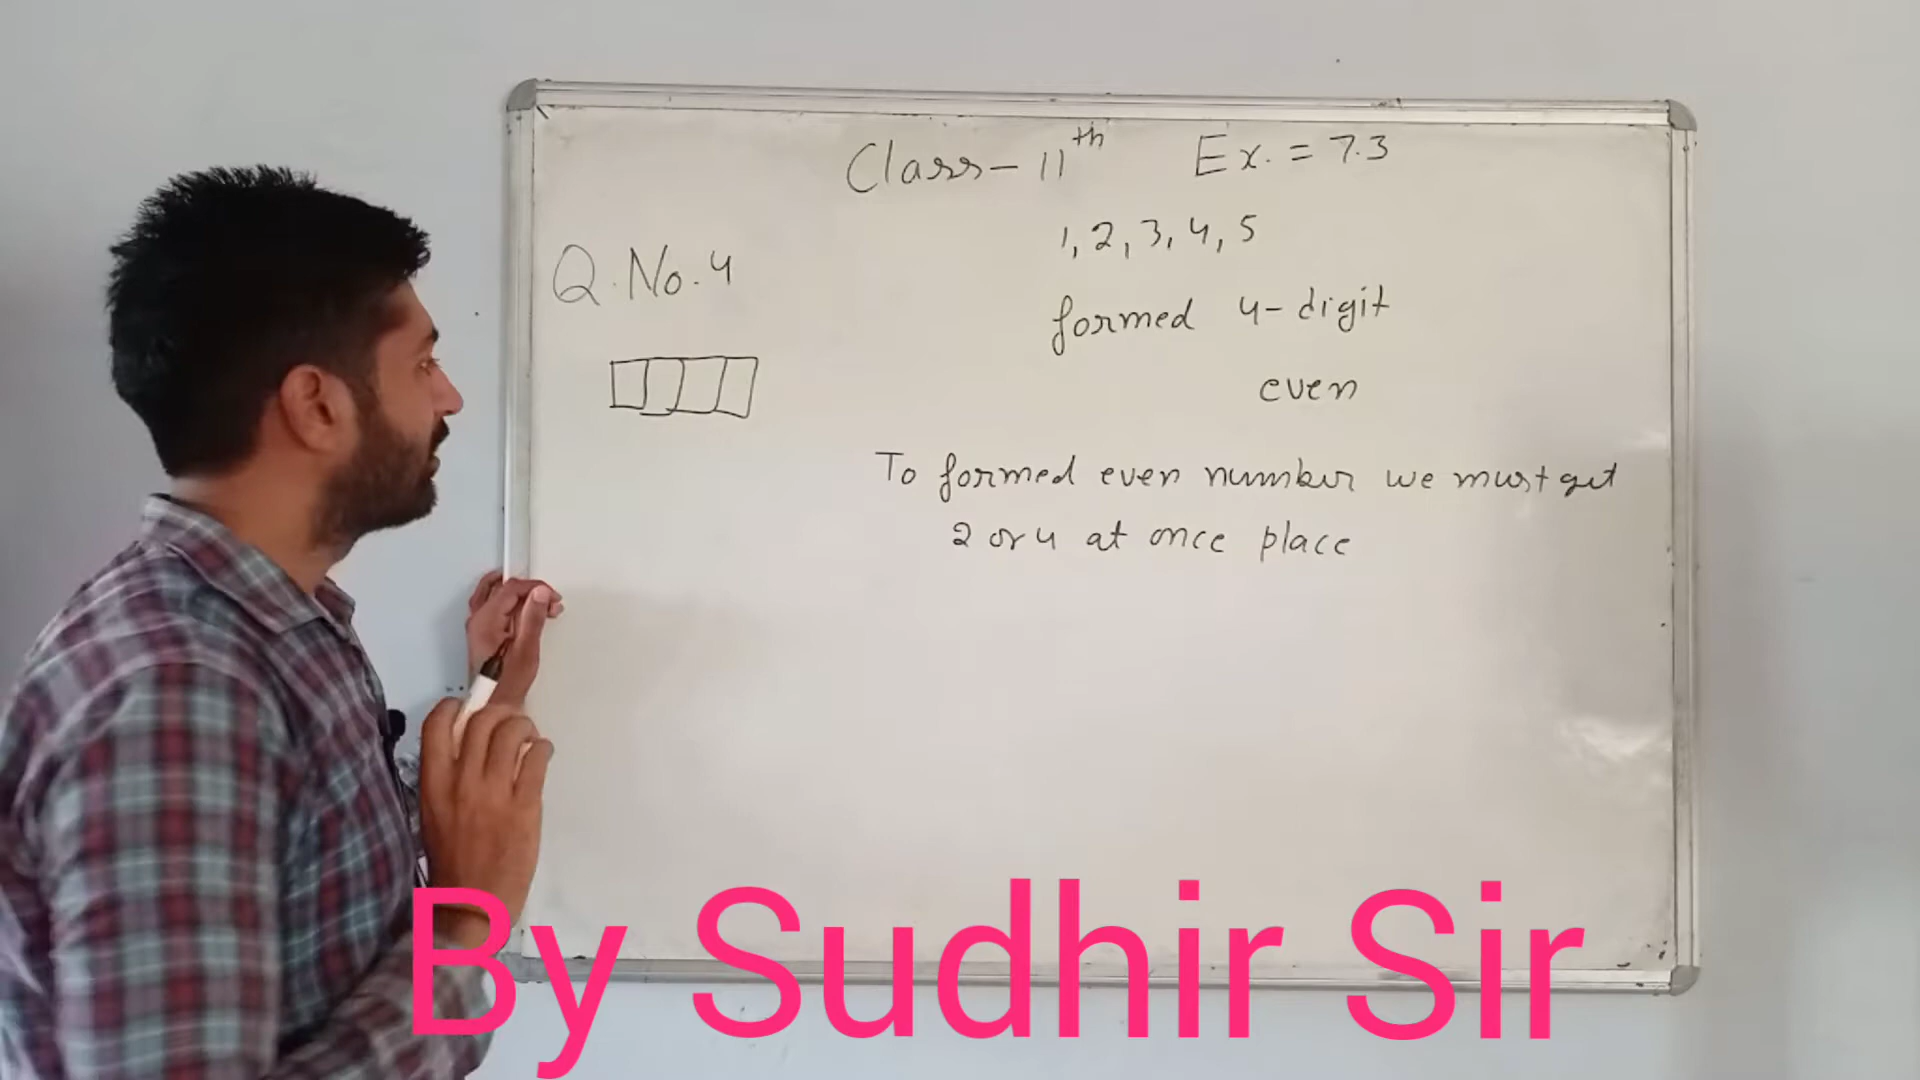 Class - 11th Ex. = 7.3
1, 2, 3, 4, 5
Q. No. 4
formed 4-digit
even
To formed even number we must get
2 or 4 at once place
By Sudhir Sir